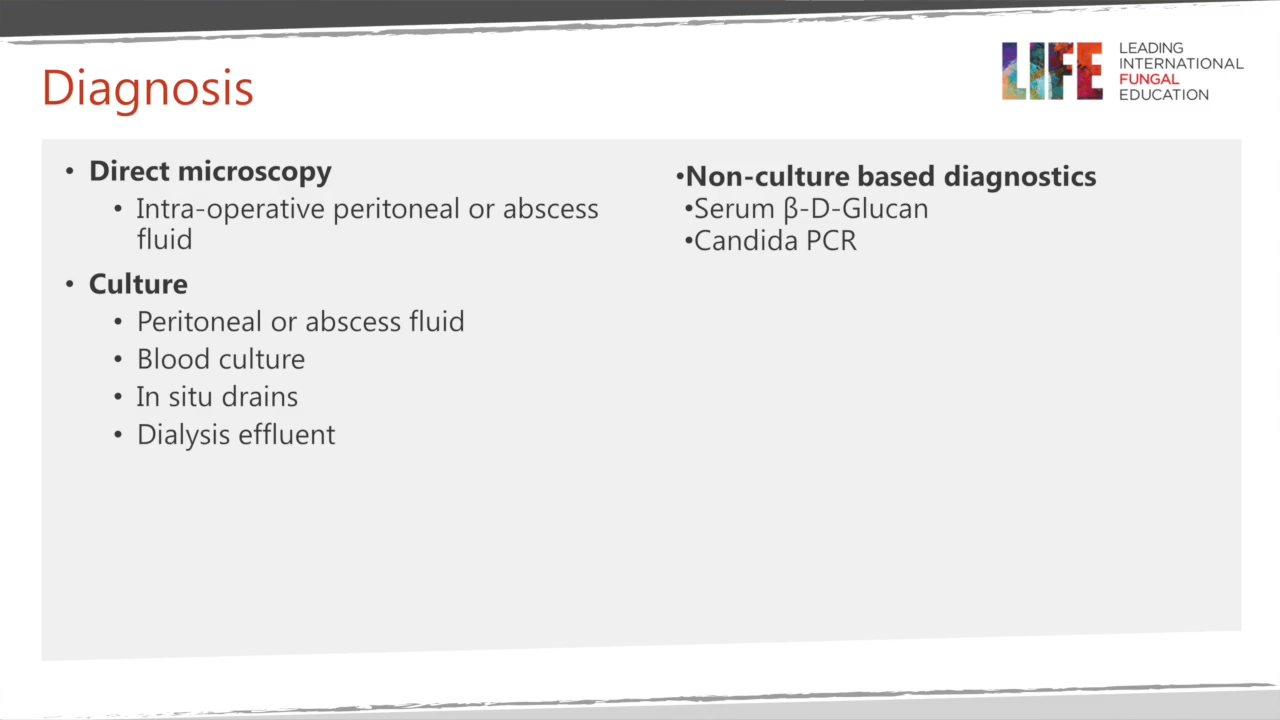 Diagnosis
LIFE
LEADING
INTERNATIONAL
FUNGAL
EDUCATION
• Direct microscopy
• Intra-operative peritoneal or abscess
fluid
• Culture
• Peritoneal or abscess fluid
• Blood culture
• In situ drains
• Dialysis effluent
•Non-culture based diagnostics
•Serum β-D-Glucan
•Candida PCR